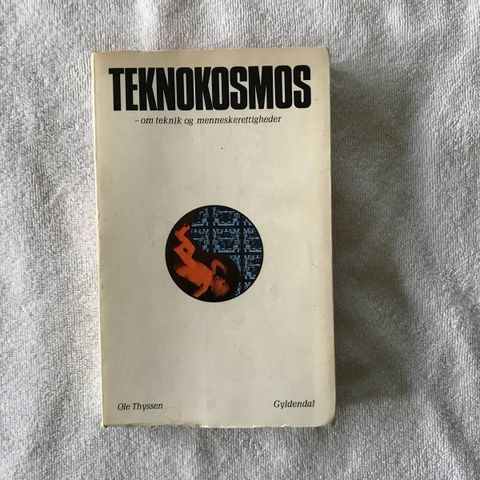 TEKNOKOSMOS
- om teknik og menneskerettigheder
Ole Thyssen
Gyldendal